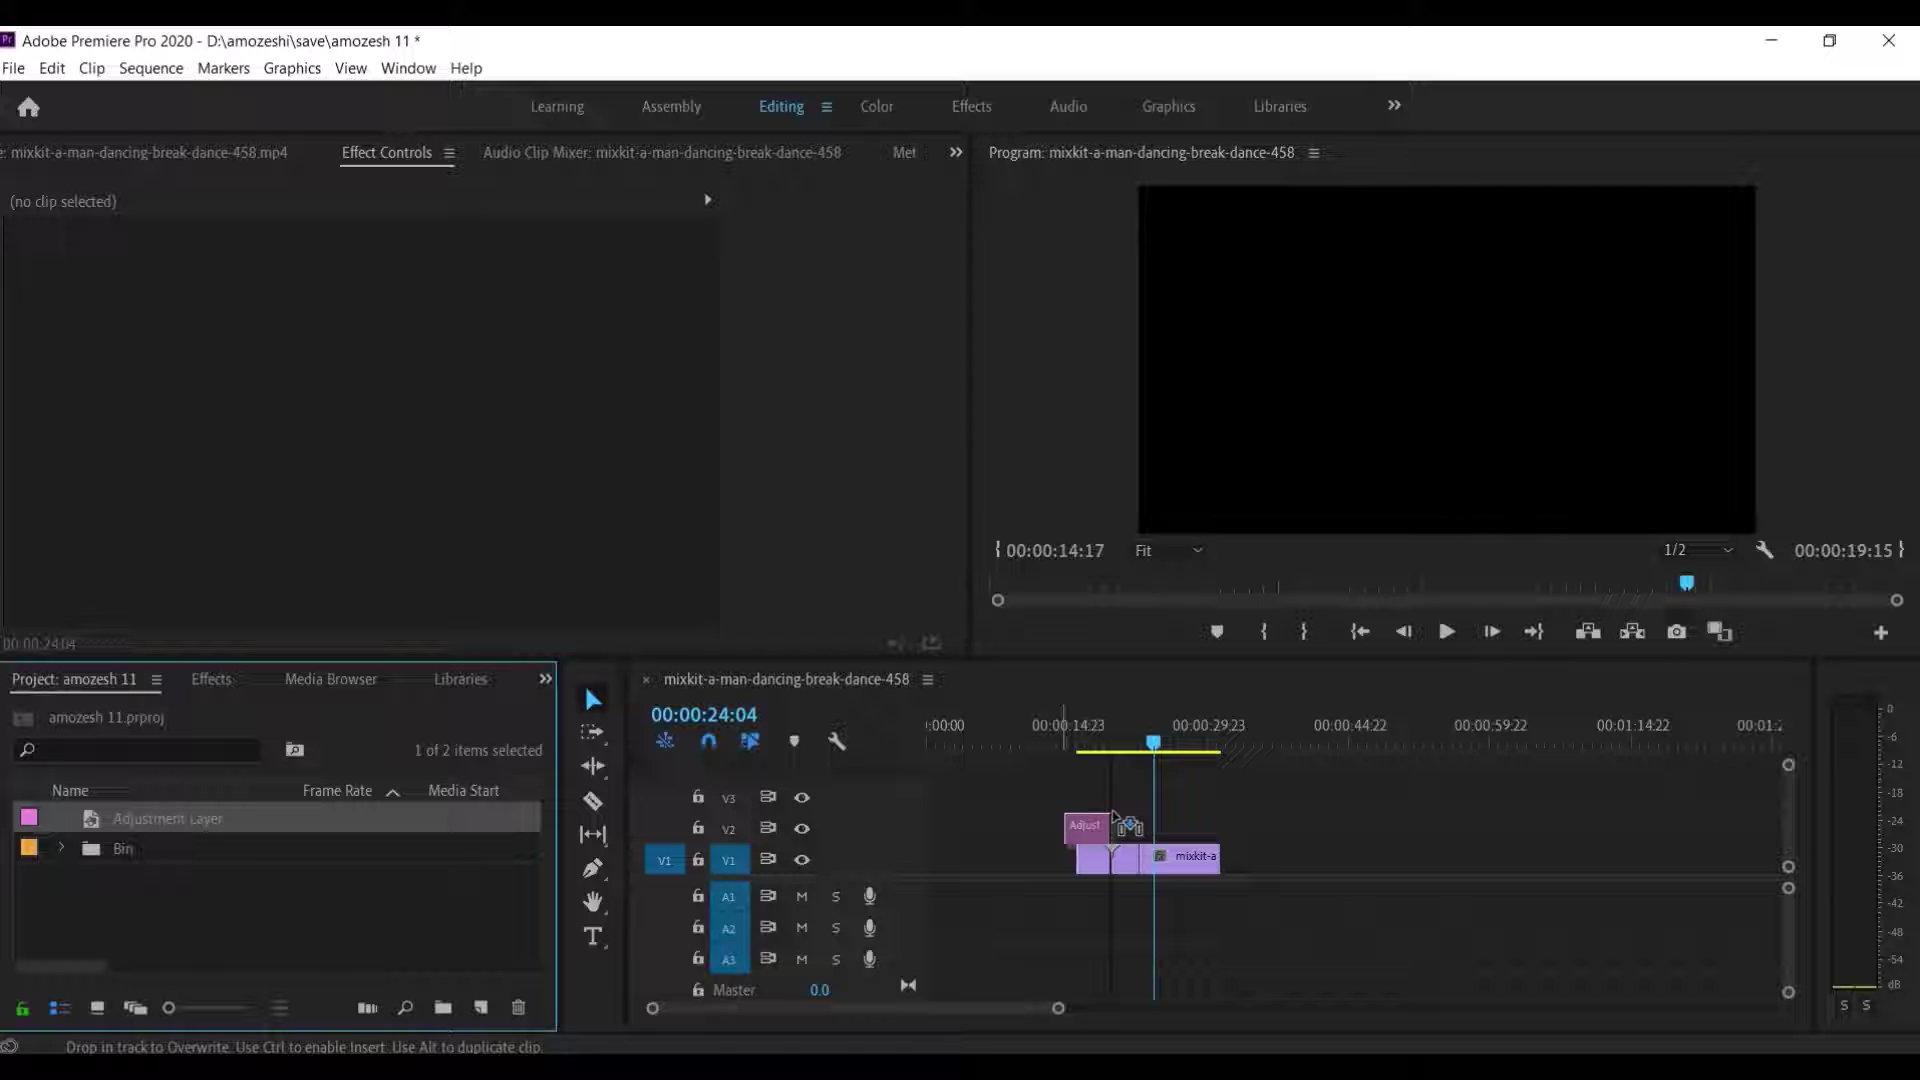 Pr Adobe Premiere Pro 2020 - D:\amozeshi\save\amozesh 11 *
File Edit Clip Sequence Markers Graphics View Window Help
Learning Assembly Editing Color Effects Audio Graphics Libraries
: mixkit-a-man-dancing-break-dance-458.mp4 Effect Controls Audio Clip Mixer: mixkit-a-man-dancing-break-dance-458 Met Program: mixkit-a-man-dancing-break-dance-458
(no clip selected)
00:00:14:17 Fit 1/2 00:00:19:15
00:00:24:04
Project: amozesh 11 Effects Media Browser Libraries
× mixkit-a-man-dancing-break-dance-458
amozesh 11.prproj
00:00:24:04
:00:00 00:00:14:23 00:00:29:23 00:00:44:22 00:00:59:22 00:01:14:22 00:01:2
1 of 2 items selected
Name Frame Rate Media Start
Adjustment Layer
Bin
V3
V2 Adjust
V1 V1 mixkit-a
A1 M S
A2 M S
A3 M S
Master 0.0
0
-6
-12
-18
-24
-30
-36
-42
-48
-54
dB
S S
Drop in track to Overwrite. Use Ctrl to enable Insert. Use Alt to duplicate clip.